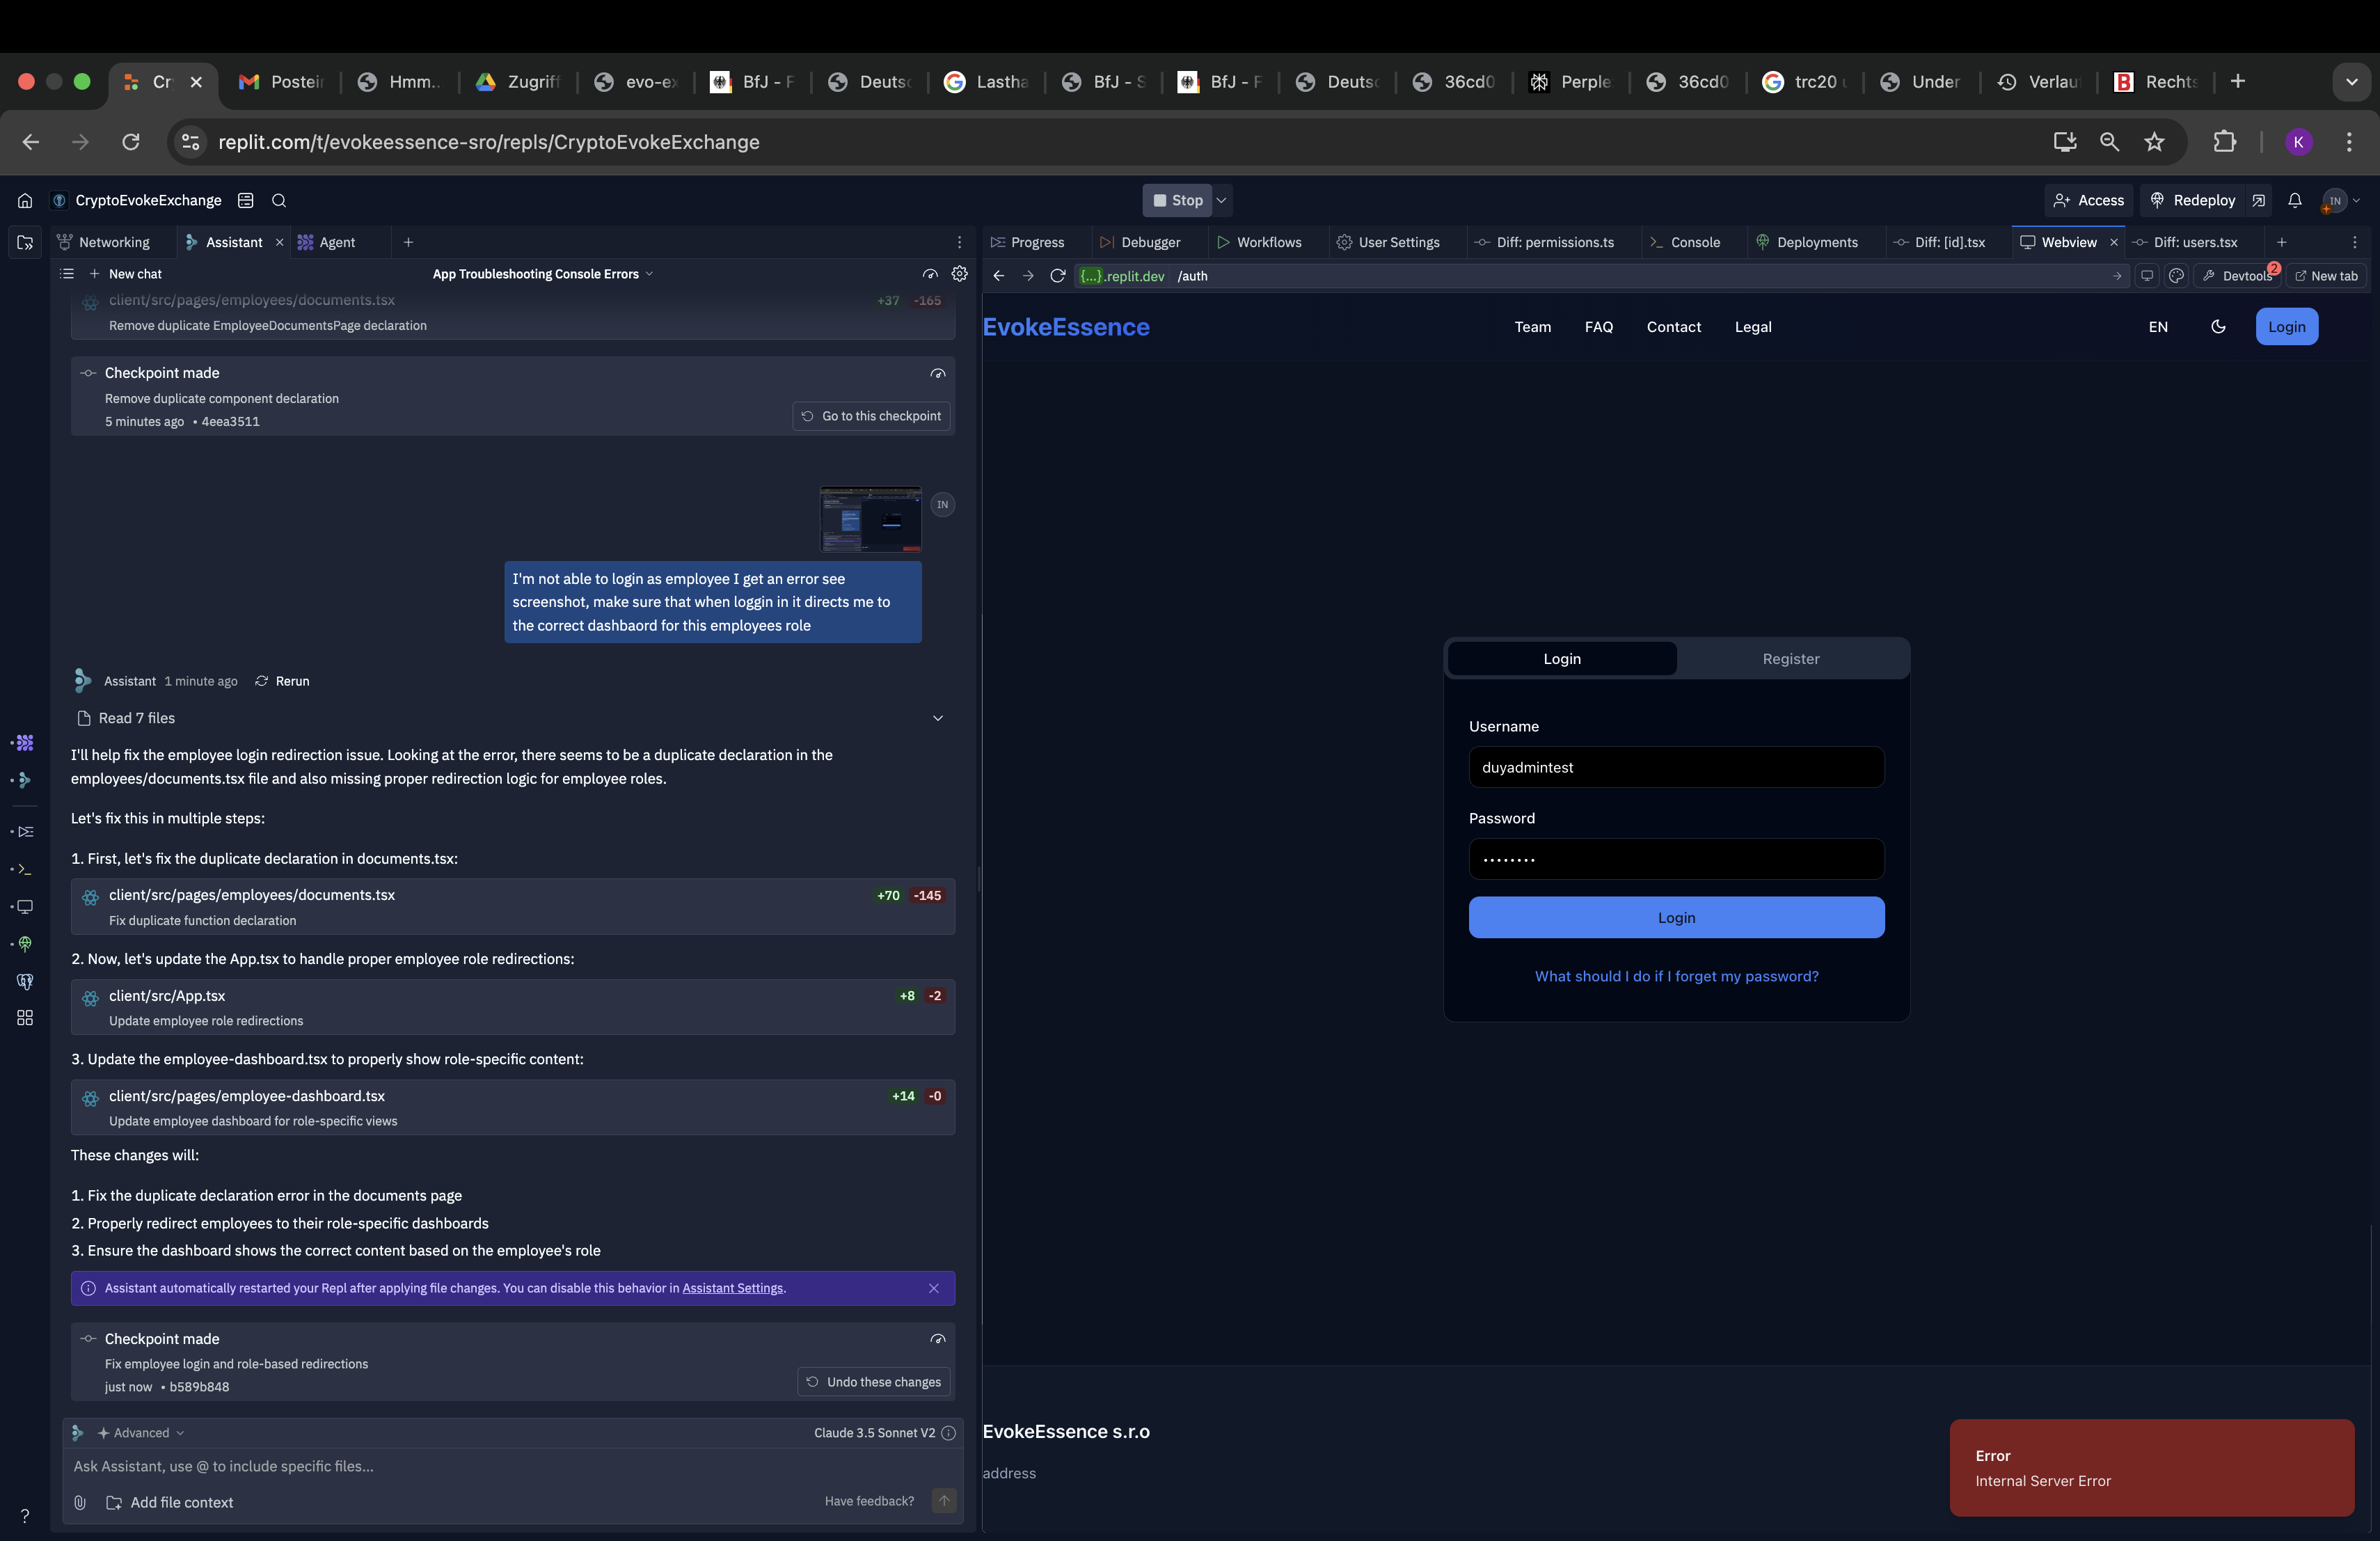 Cr
Postein
Hmm...
Zugriff
evo-ex
BfJ - F
Deutsc
Lastha
BfJ - S
BfJ - F
Deutsc
36cd0
Perple
36cd0
trc20 u
Under
Verlau
Rechts
replit.com/t/evokeessence-sro/repls/CryptoEvokeExchange
K
CryptoEvokeExchange
Stop
Access
Redeploy
IN
Networking
Assistant
Agent
Progress
Debugger
Workflows
User Settings
Diff: permissions.ts
Console
Deployments
Diff: [id].tsx
Webview
Diff: users.tsx
New chat
App Troubleshooting Console Errors
{...}.replit.dev /auth
Devtools
2
New tab
client/src/pages/employees/documents.tsx
+37 -165
Remove duplicate EmployeeDocumentsPage declaration
Checkpoint made
Remove duplicate component declaration
5 minutes ago • 4eea3511
Go to this checkpoint
IN
I'm not able to login as employee I get an error see
screenshot, make sure that when loggin in it directs me to
the correct dashbaord for this employees role
Assistant 1 minute ago Rerun
Read 7 files
I'll help fix the employee login redirection issue. Looking at the error, there seems to be a duplicate declaration in the
employees/documents.tsx file and also missing proper redirection logic for employee roles.
Let's fix this in multiple steps:
1. First, let's fix the duplicate declaration in documents.tsx:
client/src/pages/employees/documents.tsx
+70 -145
Fix duplicate function declaration
2. Now, let's update the App.tsx to handle proper employee role redirections:
client/src/App.tsx
+8 -2
Update employee role redirections
3. Update the employee-dashboard.tsx to properly show role-specific content:
client/src/pages/employee-dashboard.tsx
+14 -0
Update employee dashboard for role-specific views
These changes will:
1. Fix the duplicate declaration error in the documents page
2. Properly redirect employees to their role-specific dashboards
3. Ensure the dashboard shows the correct content based on the employee's role
Assistant automatically restarted your Repl after applying file changes. You can disable this behavior in Assistant Settings.
Checkpoint made
Fix employee login and role-based redirections
just now • b589b848
Undo these changes
Advanced
Claude 3.5 Sonnet V2
Ask Assistant, use @ to include specific files...
Add file context
Have feedback?
?
EvokeEssence
Team
FAQ
Contact
Legal
EN
Login
Login
Register
Username
duyadmintest
Password
••••••••
Login
What should I do if I forget my password?
EvokeEssence s.r.o
address
Error
Internal Server Error